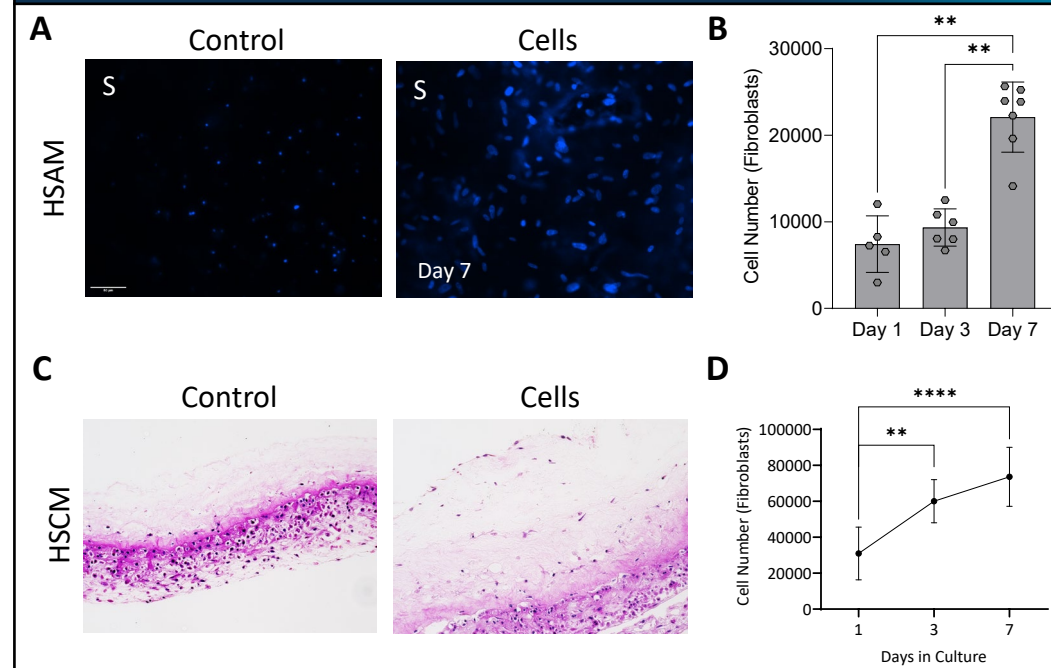 A
Control
Cells
HSAM
S
S
Day 7
B
**
**
Cell Number (Fibroblasts)
30000
20000
10000
0
Day 1 Day 3 Day 7
C
Control
Cells
HSCM
D
****
**
Cell Number (Fibroblasts)
100000
80000
60000
40000
20000
0
1 3 7
Days in Culture